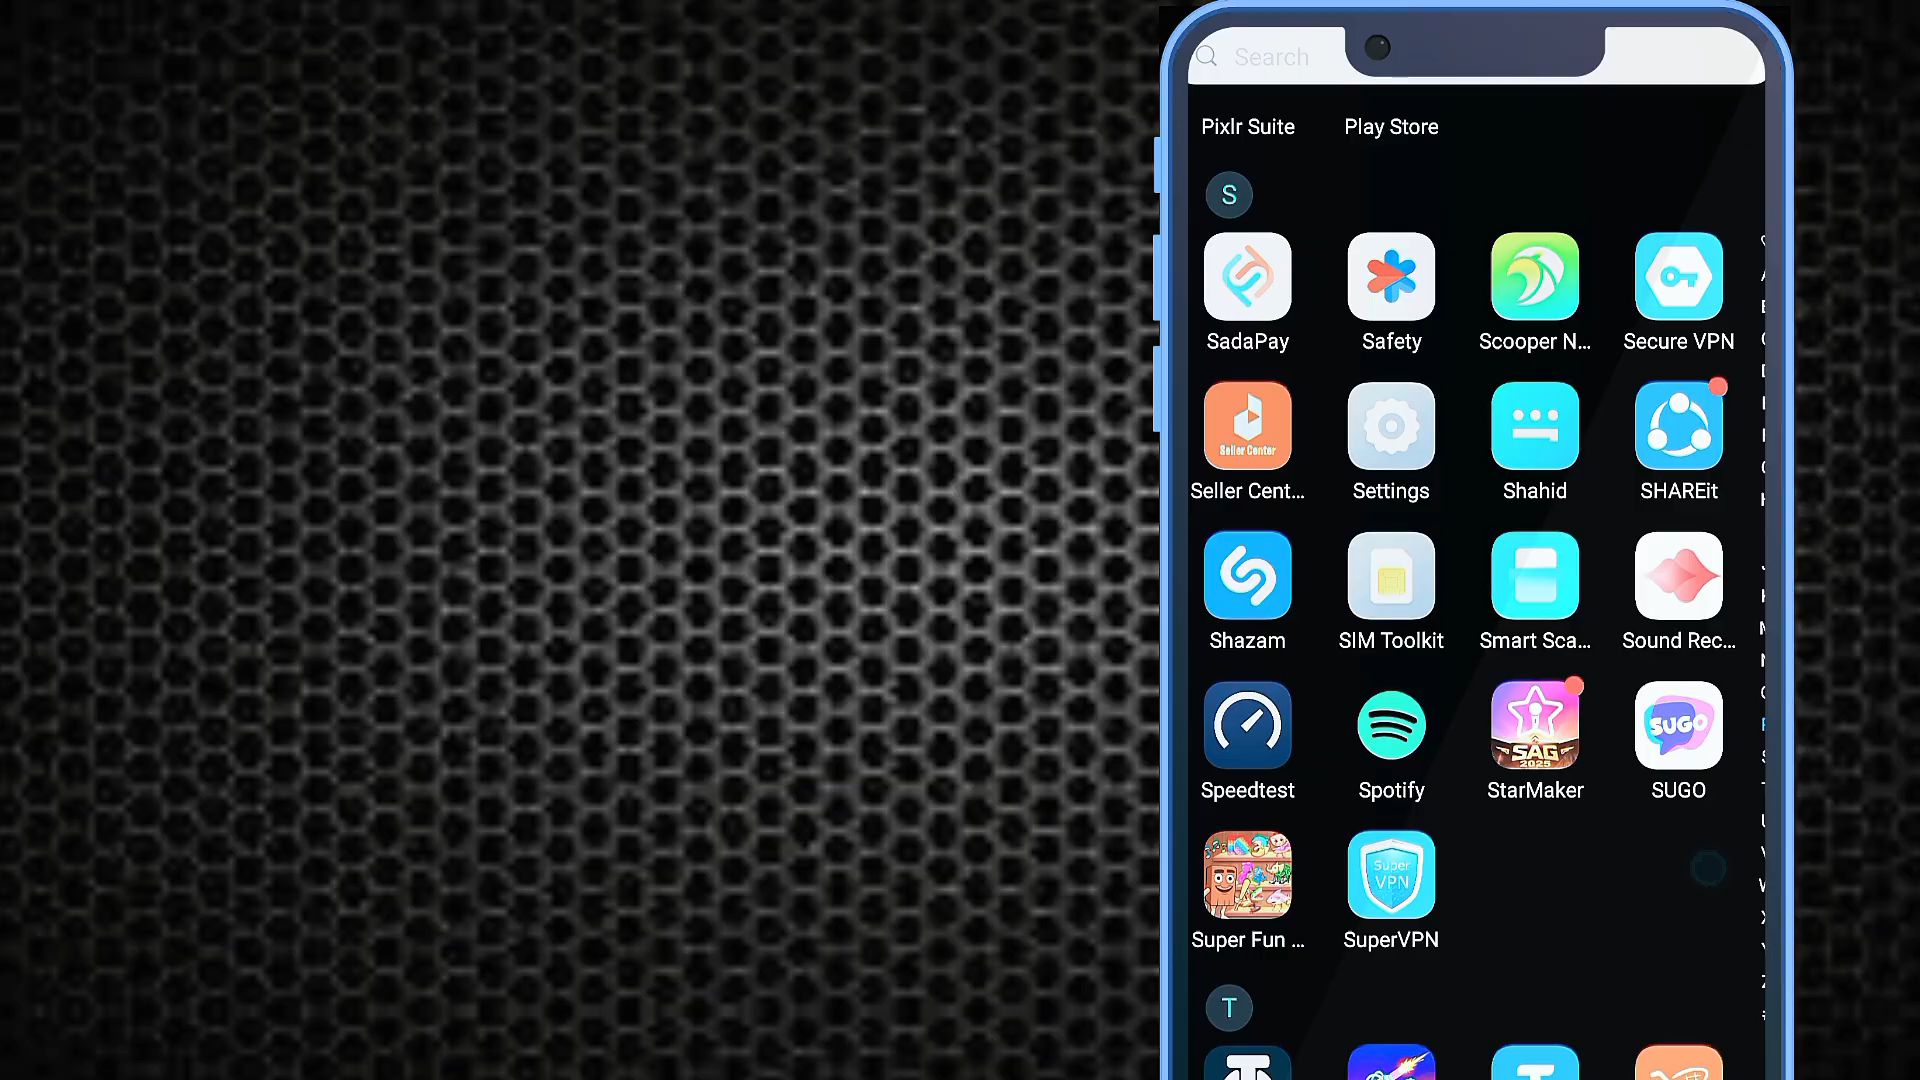 Search
Pixlr Suite Play Store
S
SadaPay Safety Scooper N... Secure VPN
Seller Center
Seller Cent... Settings Shahid SHAREit
Shazam SIM Toolkit Smart Sca... Sound Rec...
SAG
2025
SUGO
Speedtest Spotify StarMaker SUGO
Super
VPN
Super Fun ... SuperVPN
T